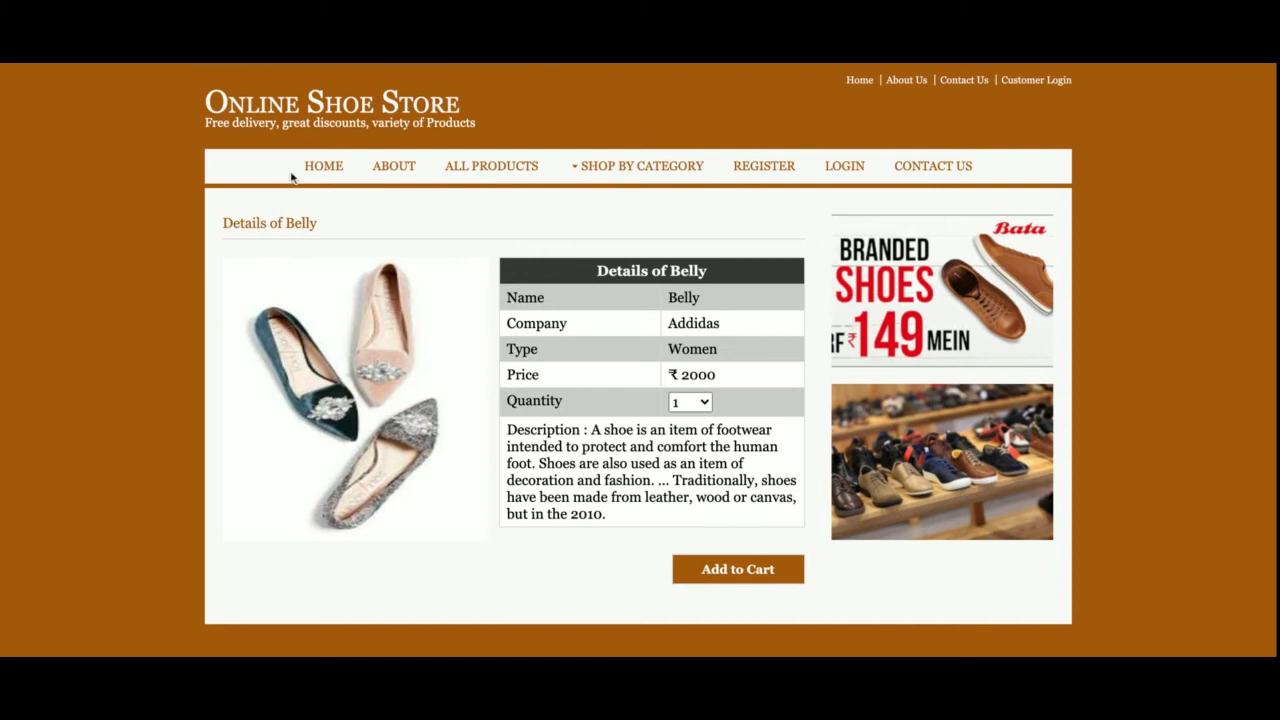 Home | About Us | Contact Us | Customer Login
ONLINE SHOE STORE
Free delivery, great discounts, variety of Products
HOME ABOUT ALL PRODUCTS SHOP BY CATEGORY REGISTER LOGIN CONTACT US
Details of Belly
Details of Belly
Name Belly
Company Addidas
Type Women
Price ₹ 2000
Quantity 1
Description : A shoe is an item of footwear
intended to protect and comfort the human
foot. Shoes are also used as an item of
decoration and fashion. ... Traditionally, shoes
have been made from leather, wood or canvas,
but in the 2010.
Add to Cart
Bata
BRANDED
SHOES
₹149 MEIN